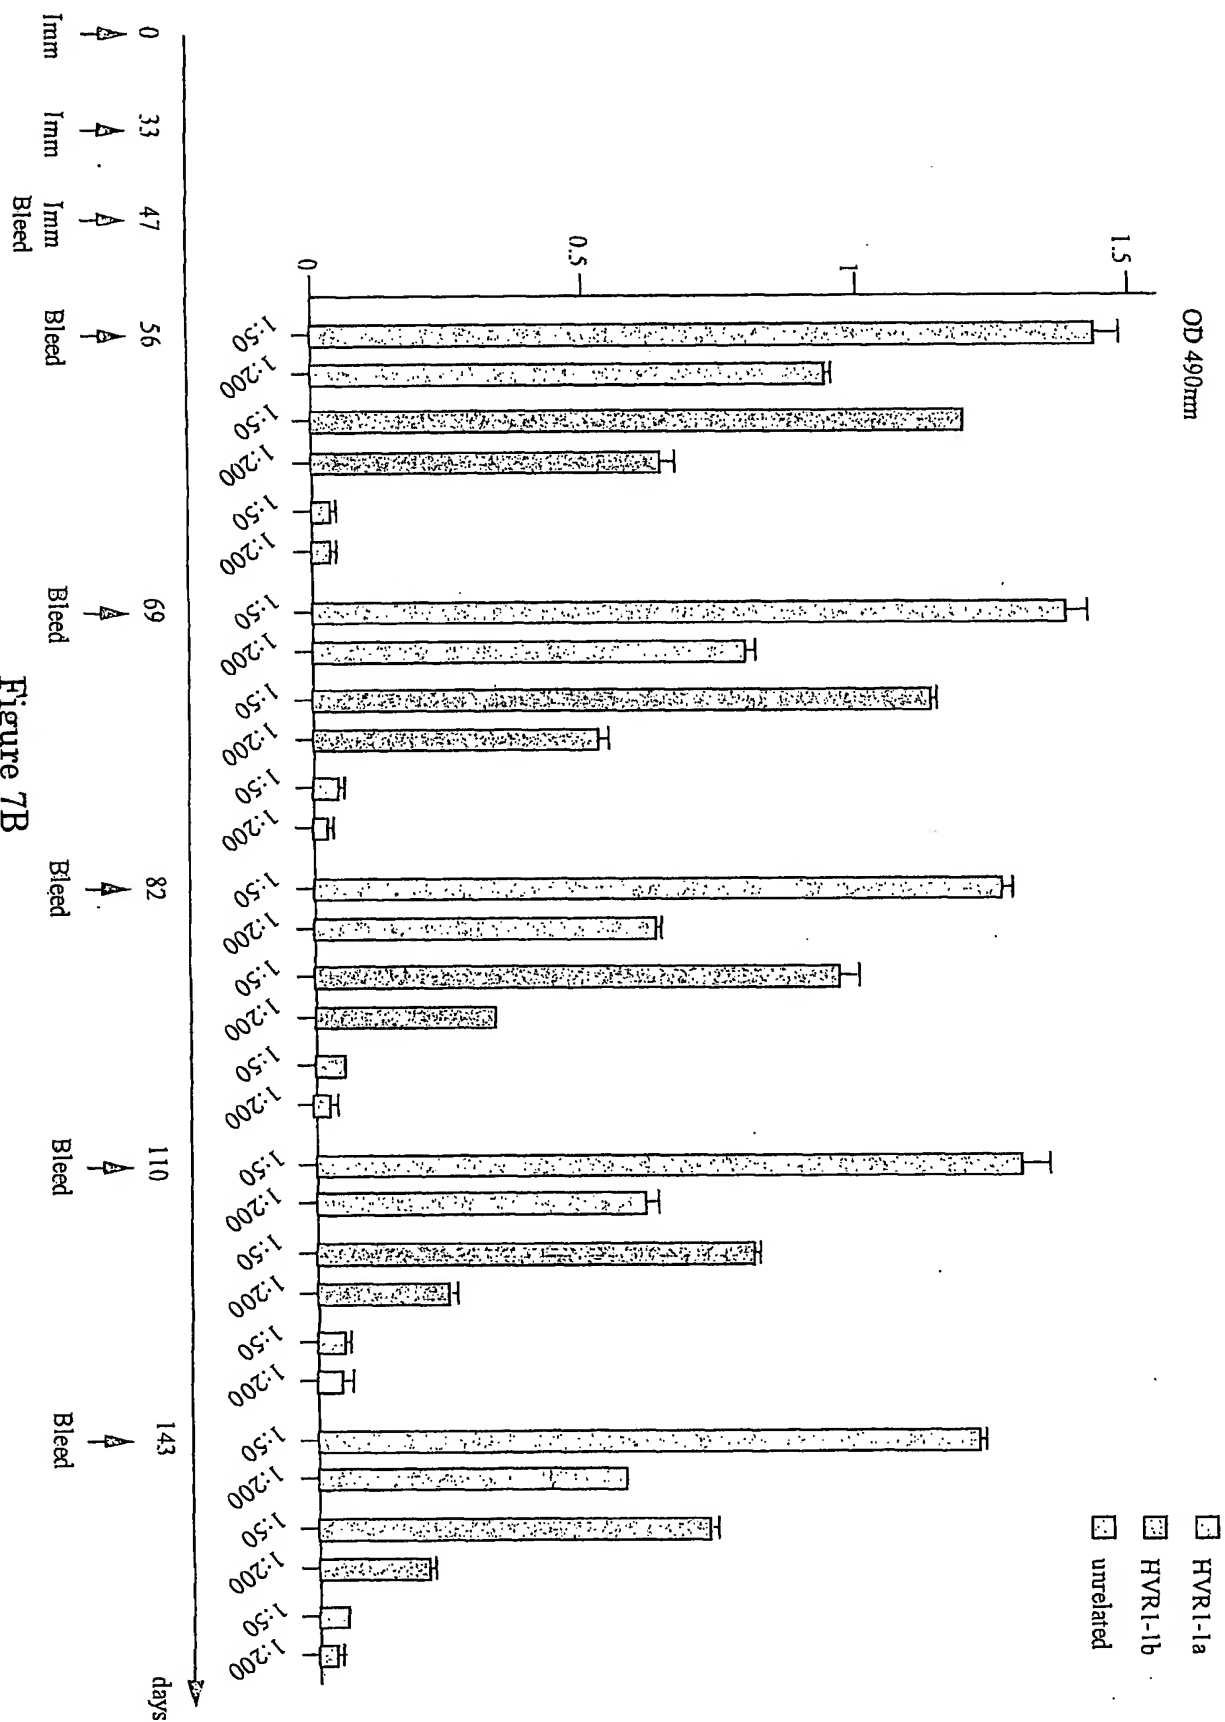 OD 490nm
HVR1-1a
HVR1-1b
unrelated
1.5
1
0.5
0
1:50 1:200 1:50 1:200 1:50 1:200 1:50 1:200 1:50 1:200 1:50 1:200 1:50 1:200 1:50 1:200 1:50 1:200 1:50 1:200 1:50 1:200 1:50 1:200 1:50 1:200 1:50 1:200 1:50 1:200
days
0 33 47 56 69 82 110 143
Imm Imm Imm Bleed Bleed Bleed Bleed Bleed
Bleed
Figure 7B